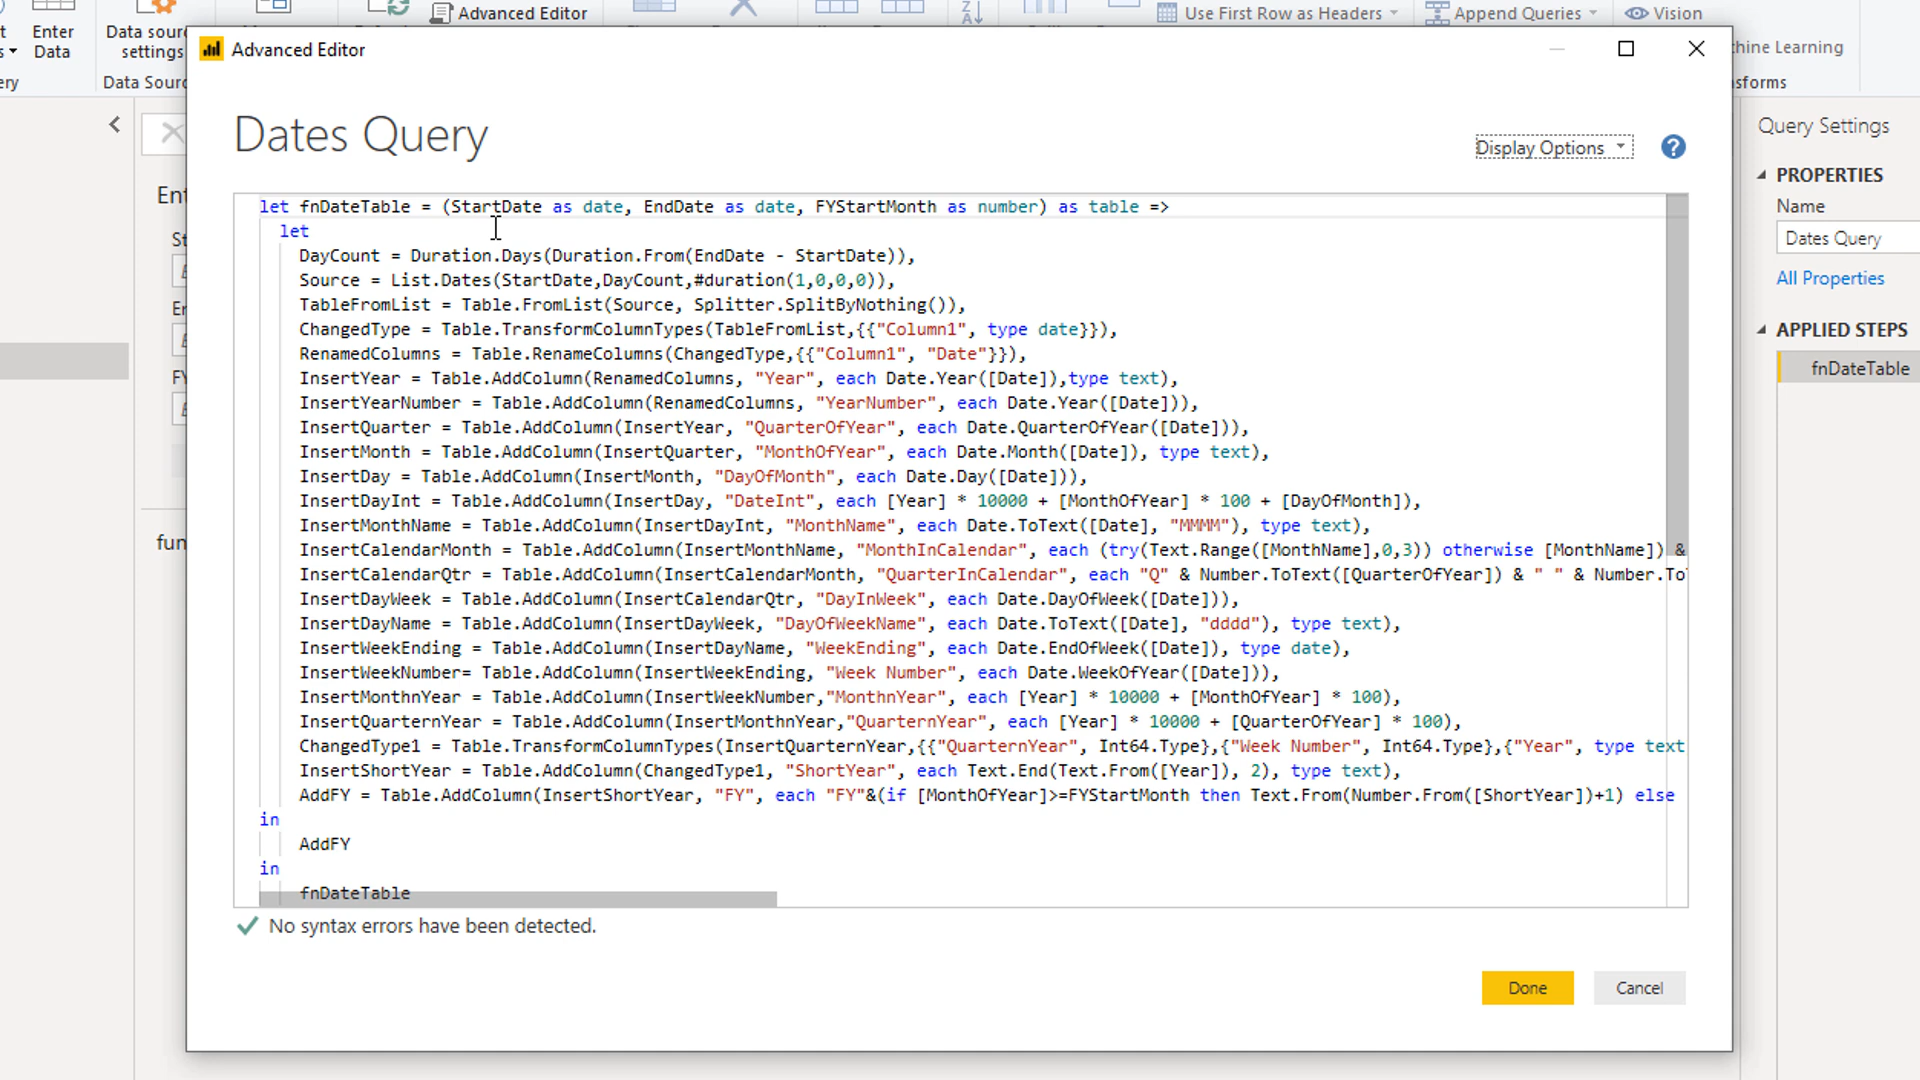 Advanced Editor
Use First Row as Headers
Append Queries
Vision
Enter
Data
Data
settings
Data
Learning
Advanced Editor
Dates Query
Display Options
?
Query Settings
PROPERTIES
Name
Dates Query
All Properties
APPLIED STEPS
fnDateTable
let fnDateTable = (StartDate as date, EndDate as date, FYStartMonth as number) as table =>
let
DayCount = Duration.Days(Duration.From(EndDate - StartDate)),
Source = List.Dates(StartDate,DayCount,#duration(1,0,0,0)),
TableFromList = Table.FromList(Source, Splitter.SplitByNothing()),
ChangedType = Table.TransformColumnTypes(TableFromList,{{"Column1", type date}}),
RenamedColumns = Table.RenameColumns(ChangedType,{{"Column1", "Date"}}),
InsertYear = Table.AddColumn(RenamedColumns, "Year", each Date.Year([Date]),type text),
InsertYearNumber = Table.AddColumn(RenamedColumns, "YearNumber", each Date.Year([Date])),
InsertQuarter = Table.AddColumn(InsertYear, "QuarterOfYear", each Date.QuarterOfYear([Date])),
InsertMonth = Table.AddColumn(InsertQuarter, "MonthOfYear", each Date.Month([Date]), type text),
InsertDay = Table.AddColumn(InsertMonth, "DayOfMonth", each Date.Day([Date])),
InsertDayInt = Table.AddColumn(InsertDay, "DateInt", each [Year] * 10000 + [MonthOfYear] * 100 + [DayOfMonth]),
InsertMonthName = Table.AddColumn(InsertDayInt, "MonthName", each Date.ToText([Date], "MMMM"), type text),
InsertCalendarMonth = Table.AddColumn(InsertMonthName, "MonthInCalendar", each (try(Text.Range([MonthName],0,3)) otherwise [MonthName]) &
InsertCalendarQtr = Table.AddColumn(InsertCalendarMonth, "QuarterInCalendar", each "Q" & Number.ToText([QuarterOfYear]) & " " & Number.To
InsertDayWeek = Table.AddColumn(InsertCalendarQtr, "DayInWeek", each Date.DayOfWeek([Date])),
InsertDayName = Table.AddColumn(InsertDayWeek, "DayOfWeekName", each Date.ToText([Date], "dddd"), type text),
InsertWeekEnding = Table.AddColumn(InsertDayName, "WeekEnding", each Date.EndOfWeek([Date]), type date),
InsertWeekNumber= Table.AddColumn(InsertWeekEnding, "Week Number", each Date.WeekOfYear([Date])),
InsertMonthnYear = Table.AddColumn(InsertWeekNumber,"MonthnYear", each [Year] * 10000 + [MonthOfYear] * 100),
InsertQuarternYear = Table.AddColumn(InsertMonthnYear,"QuarternYear", each [Year] * 10000 + [QuarterOfYear] * 100),
ChangedType1 = Table.TransformColumnTypes(InsertQuarternYear,{{"QuarternYear", Int64.Type},{"Week Number", Int64.Type},{"Year", type text
InsertShortYear = Table.AddColumn(ChangedType1, "ShortYear", each Text.End(Text.From([Year]), 2), type text),
AddFY = Table.AddColumn(InsertShortYear, "FY", each "FY"&(if [MonthOfYear]>=FYStartMonth then Text.From(Number.From([ShortYear])+1) else
in
AddFY
in
fnDateTable
No syntax errors have been detected.
Done
Cancel